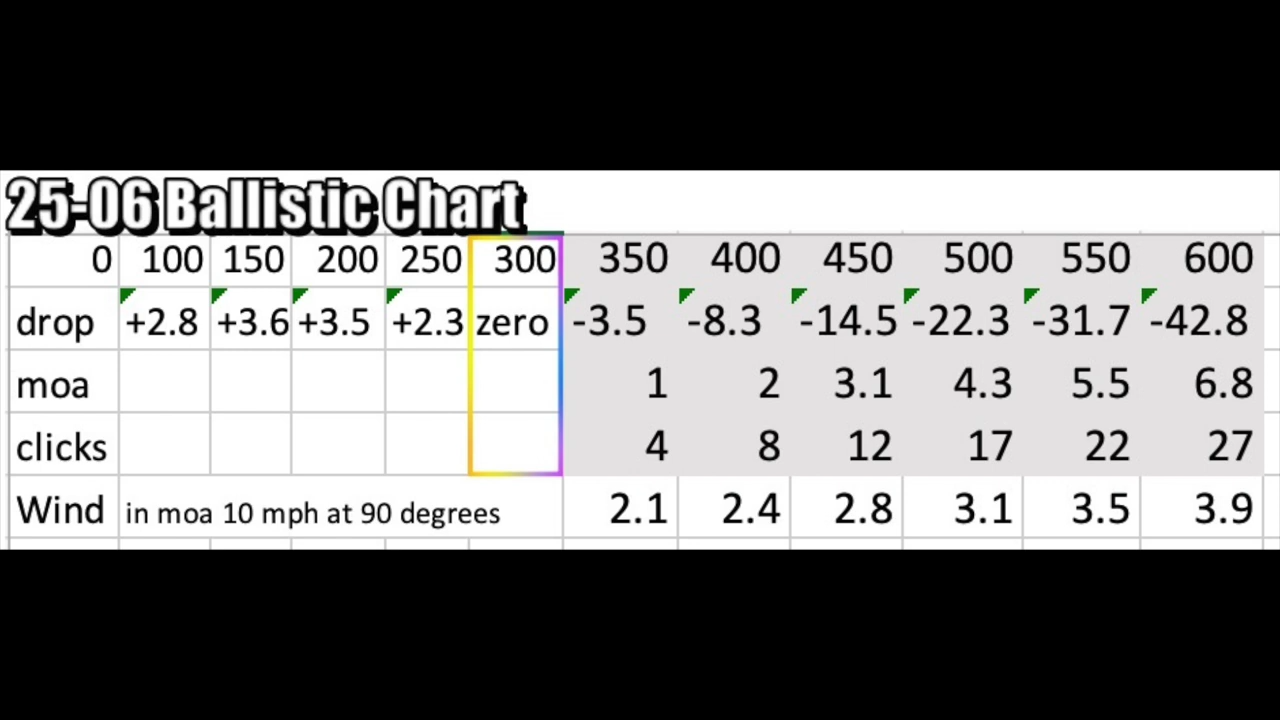 25-06 Ballistic Chart
0 100 150 200 250 300 350 400 450 500 550 600
drop +2.8 +3.6 +3.5 +2.3 zero -3.5 -8.3 -14.5 -22.3 -31.7 -42.8
moa 1 2 3.1 4.3 5.5 6.8
clicks 4 8 12 17 22 27
Wind in moa 10 mph at 90 degrees 2.1 2.4 2.8 3.1 3.5 3.9